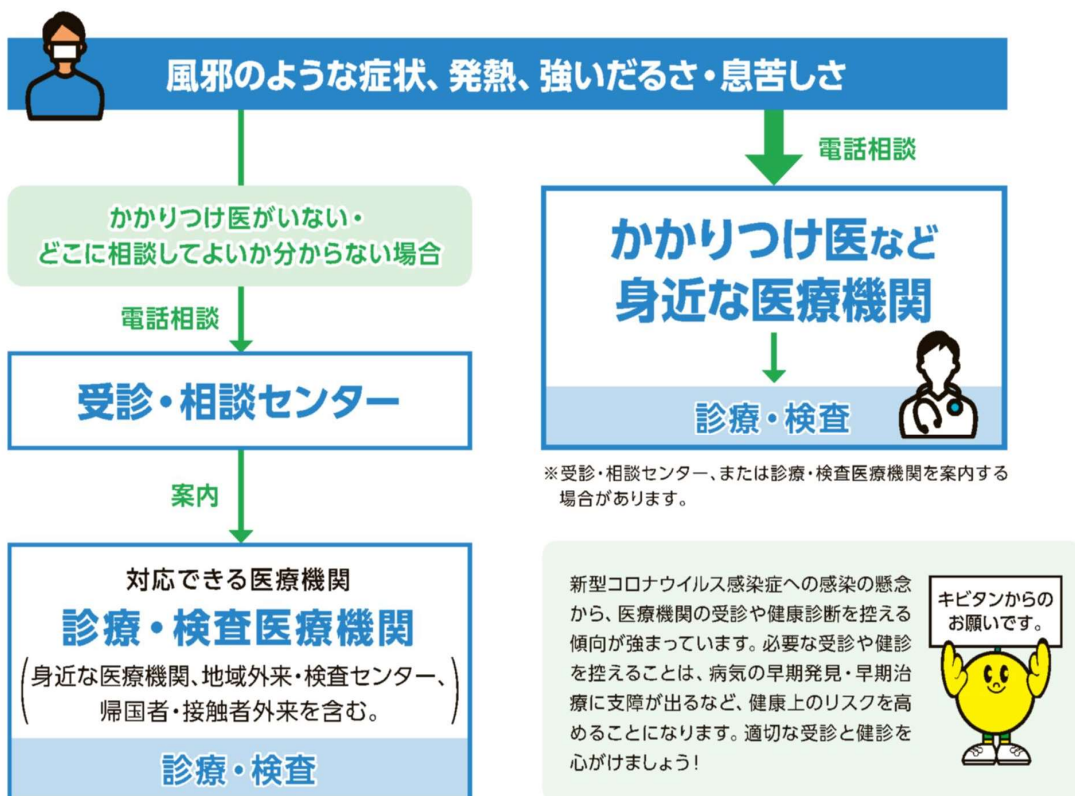 風邪のような症状、発熱、強いだるさ・息苦しさ
かかりつけ医がいない・
どこに相談してよいか分からない場合
電話相談
受診・相談センター
案内
対応できる医療機関
診療・検査医療機関
(身近な医療機関、地域外来・検査センター、
帰国者・接触者外来を含む。)
診療・検査
電話相談
かかりつけ医など
身近な医療機関
診療・検査
※受診・相談センター、または診療・検査医療機関を案内する
場合があります。
新型コロナウイルス感染症への感染の懸念
から、医療機関の受診や健康診断を控える
傾向が強まっています。必要な受診や健診
を控えることは、病気の早期発見・早期治
療に支障が出るなど、健康上のリスクを高
めることになります。適切な受診と健診を
心がけましょう!
キビタンからの
お願いです。